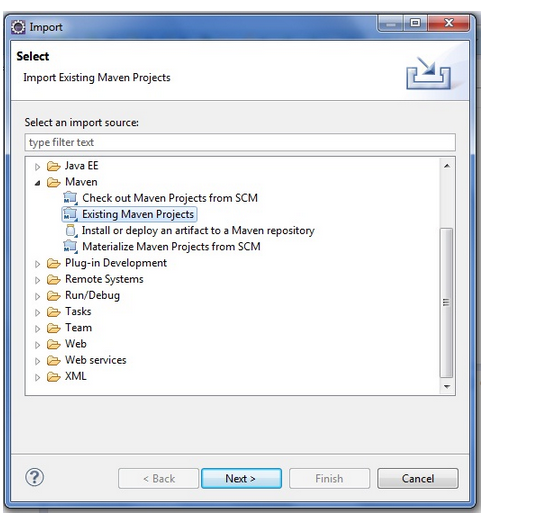 Import
Select
Import Existing Maven Projects
Select an import source:
type filter text
Java EE
Maven
Check out Maven Projects from SCM
Existing Maven Projects
Install or deploy an artifact to a Maven repository
Materialize Maven Projects from SCM
Plug-in Development
Remote Systems
Run/Debug
Tasks
Team
Web
Web services
XML
?
< Back
Next >
Finish
Cancel